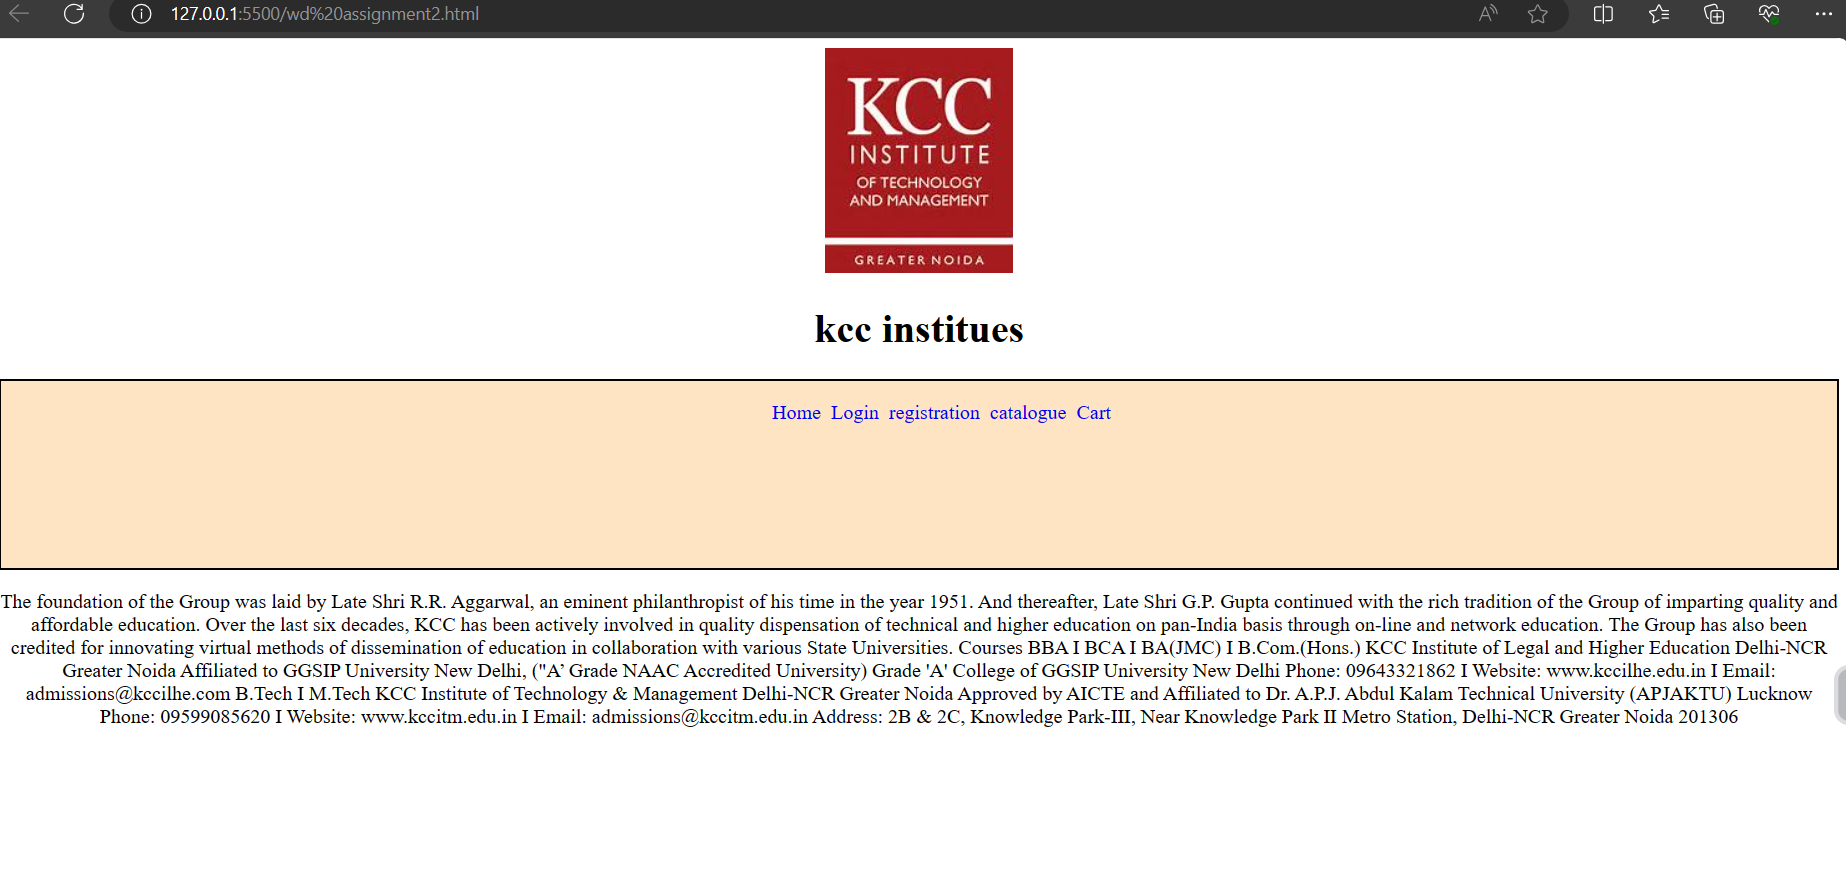 127.0.0.1:5500/wd%20assignment2.html
KCC
INSTITUTE
OF TECHNOLOGY
AND MANAGEMENT
GREATER NOIDA
kcc institues
Home Login registration catalogue Cart
The foundation of the Group was laid by Late Shri R.R. Aggarwal, an eminent philanthropist of his time in the year 1951. And thereafter, Late Shri G.P. Gupta continued with the rich tradition of the Group of imparting quality and
affordable education. Over the last six decades, KCC has been actively involved in quality dispensation of technical and higher education on pan-India basis through on-line and network education. The Group has also been
credited for innovating virtual methods of dissemination of education in collaboration with various State Universities. Courses BBA I BCA I BA(JMC) I B.Com.(Hons.) KCC Institute of Legal and Higher Education Delhi-NCR
Greater Noida Affiliated to GGSIP University New Delhi, ("A’ Grade NAAC Accredited University) Grade 'A' College of GGSIP University New Delhi Phone: 09643321862 I Website: www.kccilhe.edu.in I Email:
admissions@kccilhe.com B.Tech I M.Tech KCC Institute of Technology & Management Delhi-NCR Greater Noida Approved by AICTE and Affiliated to Dr. A.P.J. Abdul Kalam Technical University (APJAKTU) Lucknow
Phone: 09599085620 I Website: www.kccitm.edu.in I Email: admissions@kccitm.edu.in Address: 2B & 2C, Knowledge Park-III, Near Knowledge Park II Metro Station, Delhi-NCR Greater Noida 201306